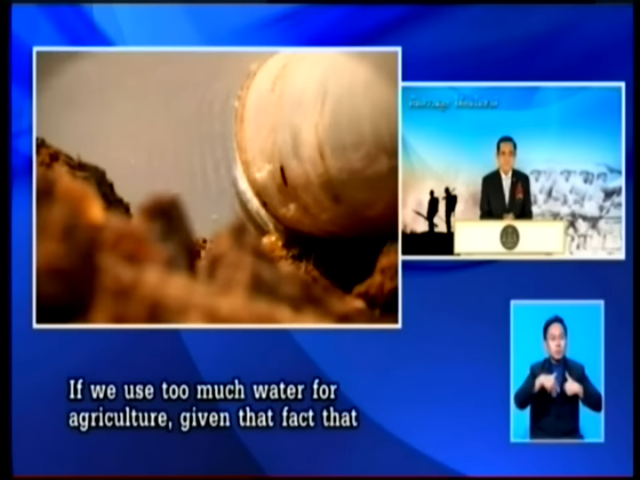 If we use too much water for
agriculture, given that fact that